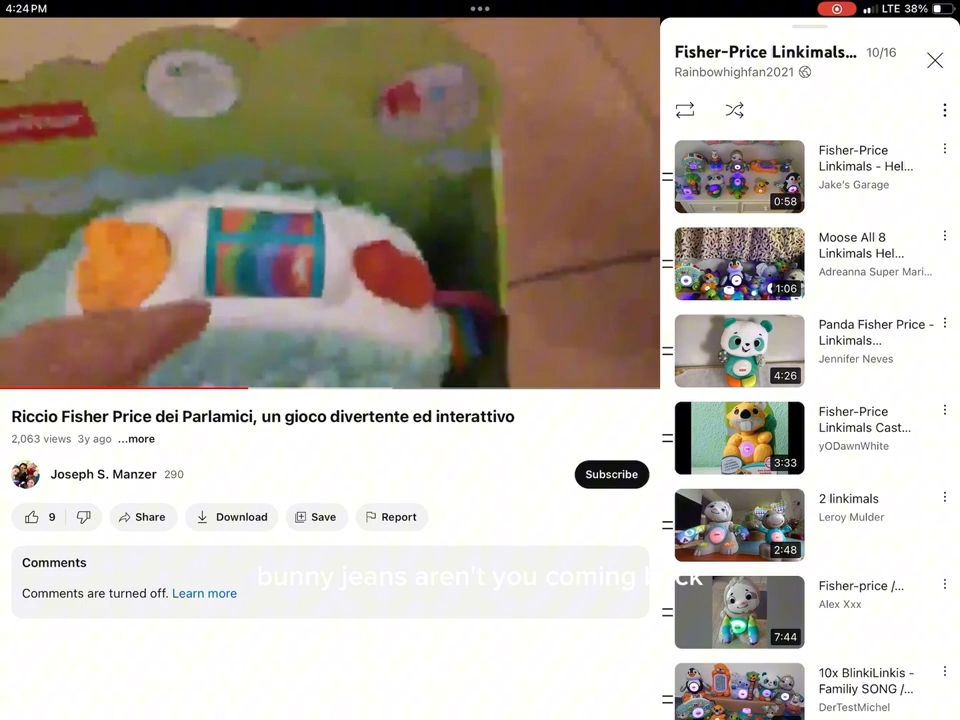 4:24 PM
LTE 38%
Fisher-Price Linkimals... 10/16
Rainbowhighfan2021
Fisher-Price
Linkimals - Hel...
Jake's Garage
0:58
Moose All 8
Linkimals Hel...
Adreanna Super Mari...
1:06
Panda Fisher Price -
Linkimals...
Jennifer Neves
4:26
Fisher-Price
Linkimals Cast...
yODawnWhite
3:33
2 linkimals
Leroy Mulder
2:48
Fisher-price /...
Alex Xxx
7:44
10x BlinkiLinkis -
Familiy SONG /...
DerTestMichel
Riccio Fisher Price dei Parlamici, un gioco divertente ed interattivo
2,063 views 3y ago ...more
Joseph S. Manzer 290
Subscribe
9 Share Download Save Report
Comments
bunny jeans aren't you coming back
Comments are turned off. Learn more